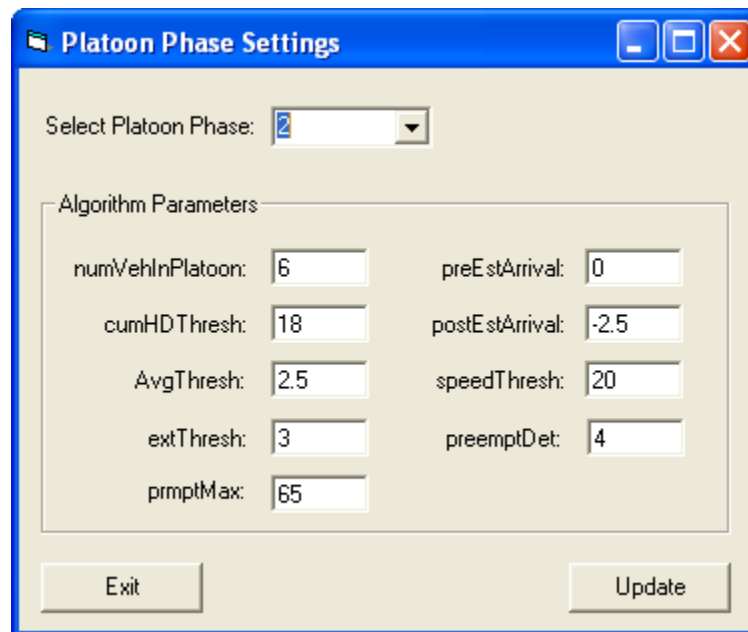 Platoon Phase Settings
Select Platoon Phase: 2
Algorithm Parameters
numVehInPlatoon: 6 preEstArrival: 0
cumHDThresh: 18 postEstArrival: -2.5
AvgThresh: 2.5 speedThresh: 20
extThresh: 3 preemptDet: 4
prmptMax: 65
Exit Update